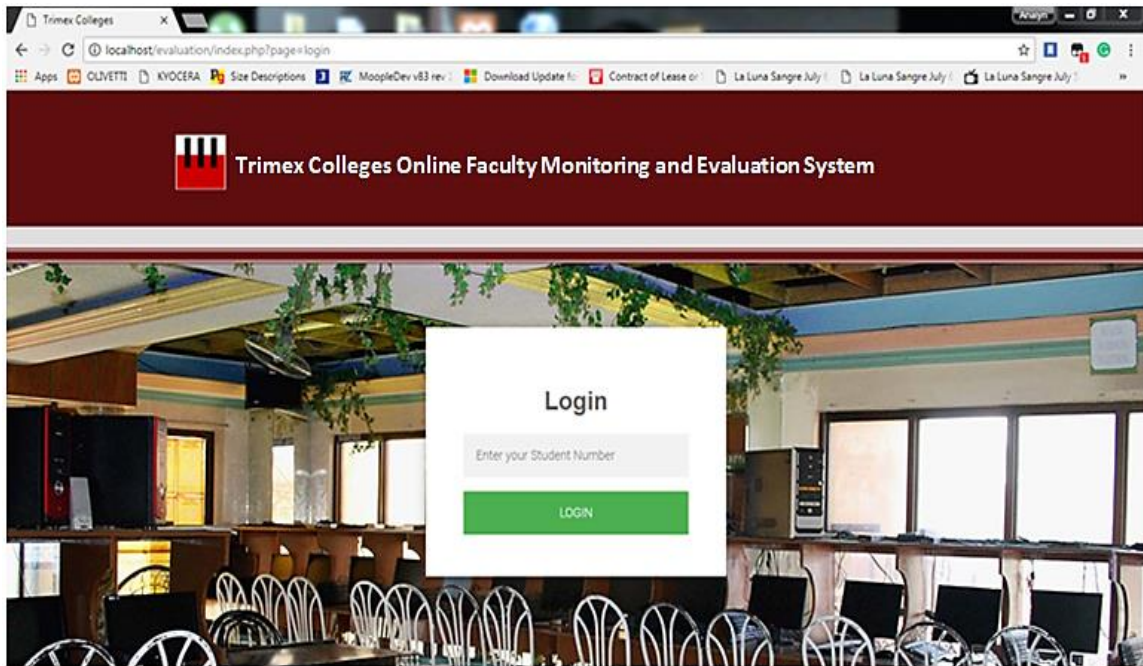 Trimex Colleges
Analyn
localhost/evaluation/index.php?page=login
Apps OLIVETTI KYOCERA Size Descriptions MoopleDev v83 rev Download Update fo Contract of Lease or La Luna Sangre July La Luna Sangre July La Luna Sangre July
Trimex Colleges Online Faculty Monitoring and Evaluation System
Login
Enter your Student Number
LOGIN